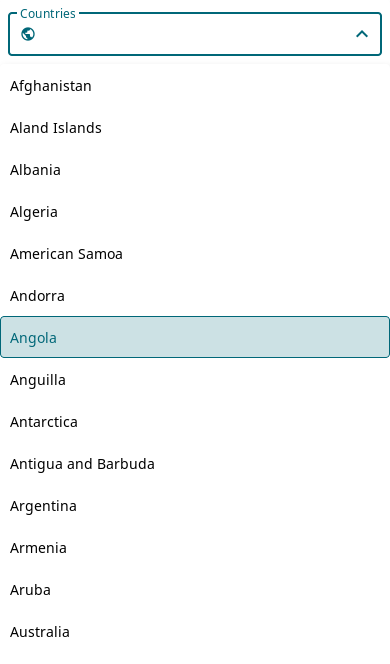 Countries
Afghanistan
Aland Islands
Albania
Algeria
American Samoa
Andorra
Angola
Anguilla
Antarctica
Antigua and Barbuda
Argentina
Armenia
Aruba
Australia